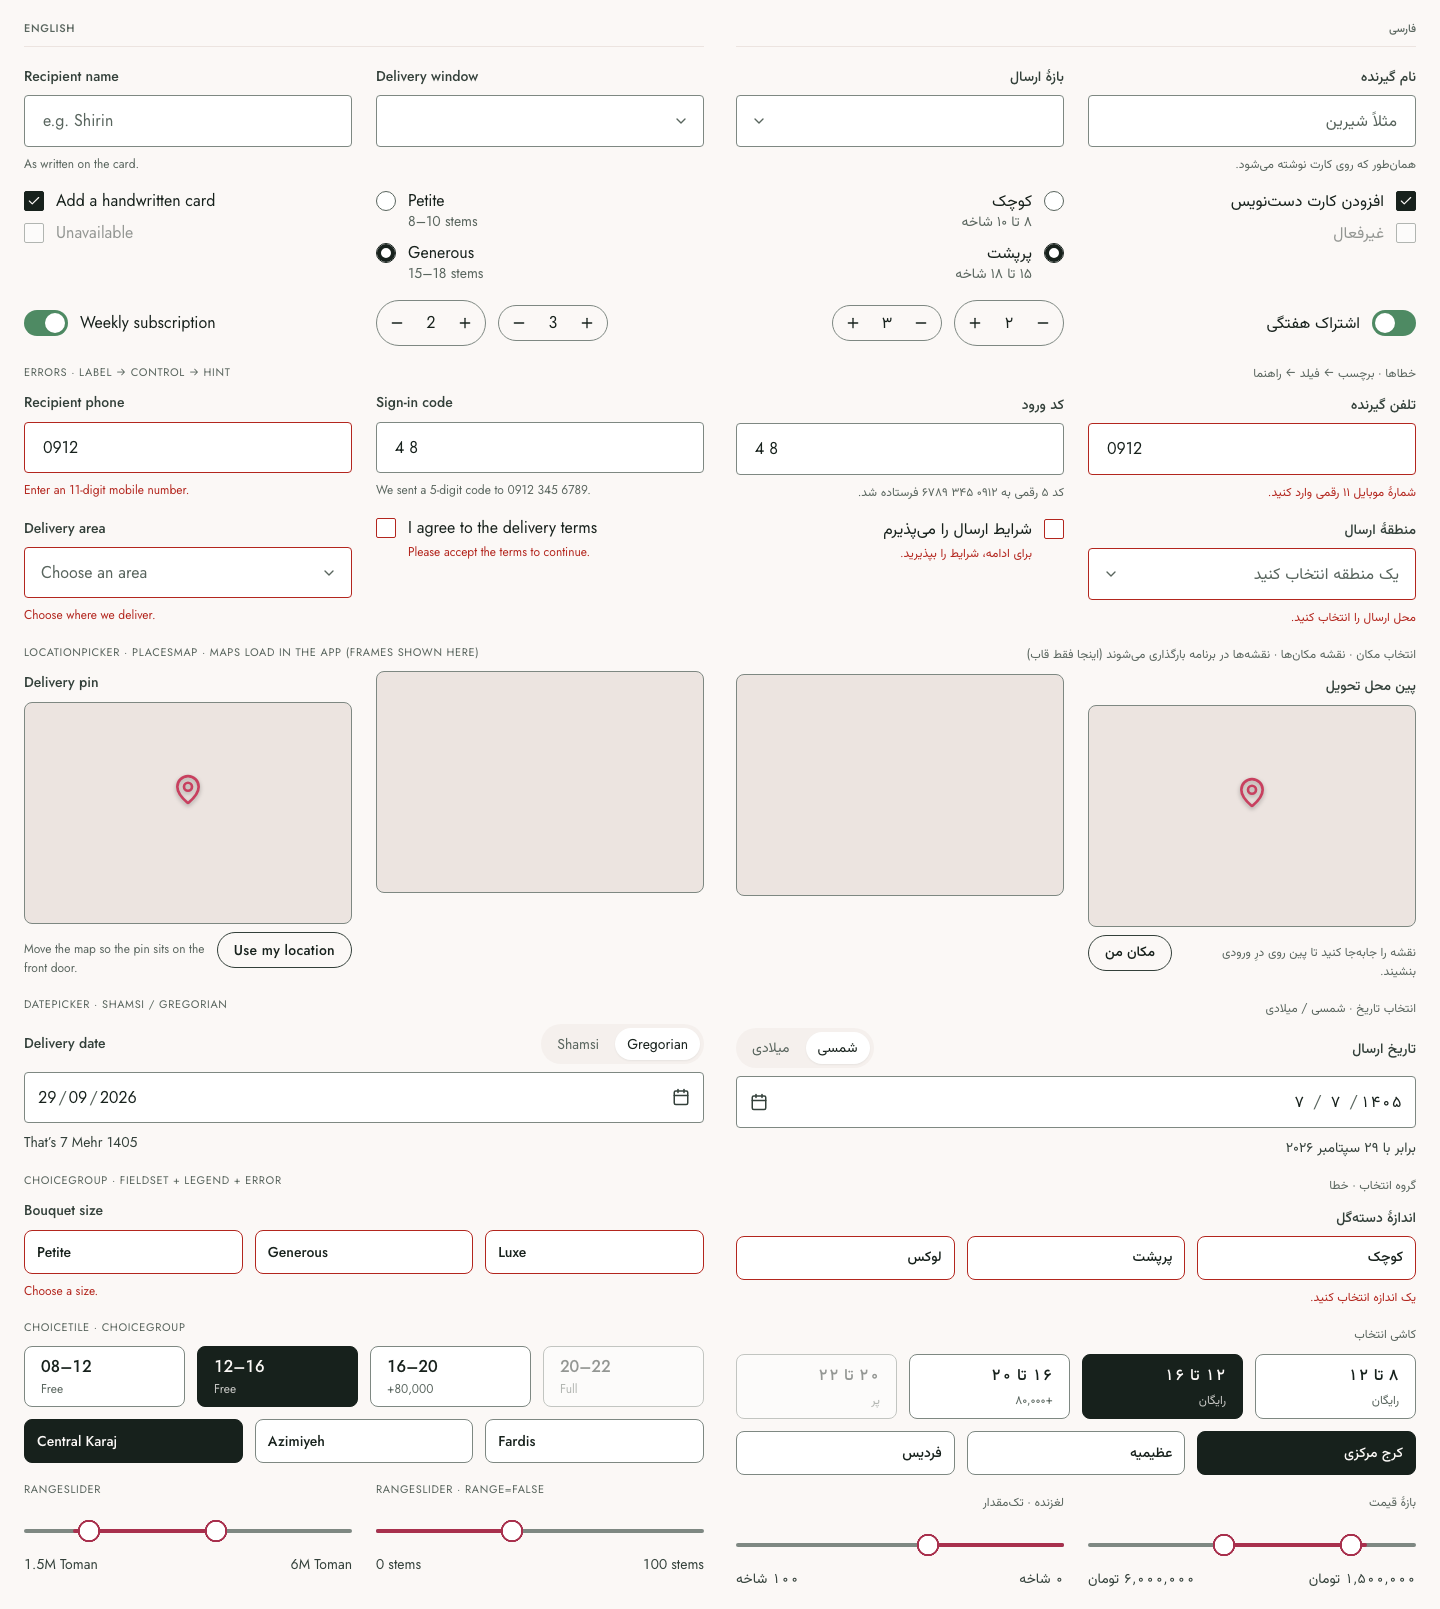 ENGLISH
Recipient name
Delivery window
e.g. Shirin
As written on the card.
Add a handwritten card
Unavailable
Petite
8–10 stems
Generous
15–18 stems
Weekly subscription
2
3
ERRORS · LABEL → CONTROL → HINT
Recipient phone
Sign-in code
0912
4 8
Enter an 11-digit mobile number.
We sent a 5-digit code to 0912 345 6789.
Delivery area
I agree to the delivery terms
Please accept the terms to continue.
Choose an area
Choose where we deliver.
LOCATIONPICKER · PLACESMAP · MAPS LOAD IN THE APP (FRAMES SHOWN HERE)
Delivery pin
Move the map so the pin sits on the
front door.
Use my location
DATEPICKER · SHAMSI / GREGORIAN
Delivery date
Shamsi
Gregorian
29/09/2026
That's 7 Mehr 1405
CHOICEGROUP · FIELDSET + LEGEND + ERROR
Bouquet size
Petite
Generous
Luxe
Choose a size.
CHOICETILE · CHOICEGROUP
08–12
Free
12–16
Free
16–20
+80,000
20–22
Full
Central Karaj
Azimiyeh
Fardis
RANGESLIDER
RANGESLIDER · RANGE=FALSE
1.5M Toman
6M Toman
0 stems
100 stems
فارسی
نام گیرنده
بازهٔ ارسال
مثلاً شیرین
همان‌طور که روی کارت نوشته می‌شود.
افزودن کارت دست‌نویس
غیرفعال
کوچک
۸ تا ۱۰ شاخه
پرپشت
۱۵ تا ۱۸ شاخه
اشتراک هفتگی
۲
۳
خطاها · برچسب ← فیلد ← راهنما
تلفن گیرنده
کد ورود
0912
4 8
شمارهٔ موبایل ۱۱ رقمی وارد کنید.
کد ۵ رقمی به ۰۹۱۲ ۳۴۵ ۶۷۸۹ فرستاده شد.
منطقهٔ ارسال
شرایط ارسال را می‌پذیرم
برای ادامه، شرایط را بپذیرید.
یک منطقه انتخاب کنید
محل ارسال را انتخاب کنید.
انتخاب مکان · نقشه مکان‌ها · نقشه‌ها در برنامه بارگذاری می‌شوند (اینجا فقط قاب)
پین محل تحویل
نقشه را جابه‌جا کنید تا پین روی درِ ورودی
بنشیند.
مکان من
انتخاب تاریخ · شمسی / میلادی
تاریخ ارسال
شمسی
میلادی
۷ / ۷ /۱۴۰۵
برابر با ۲۹ سپتامبر ۲۰۲۶
گروه انتخاب · خطا
اندازهٔ دسته‌گل
کوچک
پرپشت
لوکس
یک اندازه انتخاب کنید.
کاشی انتخاب
۸ تا ۱۲
رایگان
۱۲ تا ۱۶
رایگان
۱۶ تا ۲۰
+۸۰,۰۰۰
۲۰ تا ۲۲
پر
کرج مرکزی
عظیمیه
فردیس
بازهٔ قیمت
لغزنده · تک‌مقدار
۱,۵۰۰,۰۰۰ تومان
۶,۰۰۰,۰۰۰ تومان
۰ شاخه
۱۰۰ شاخه